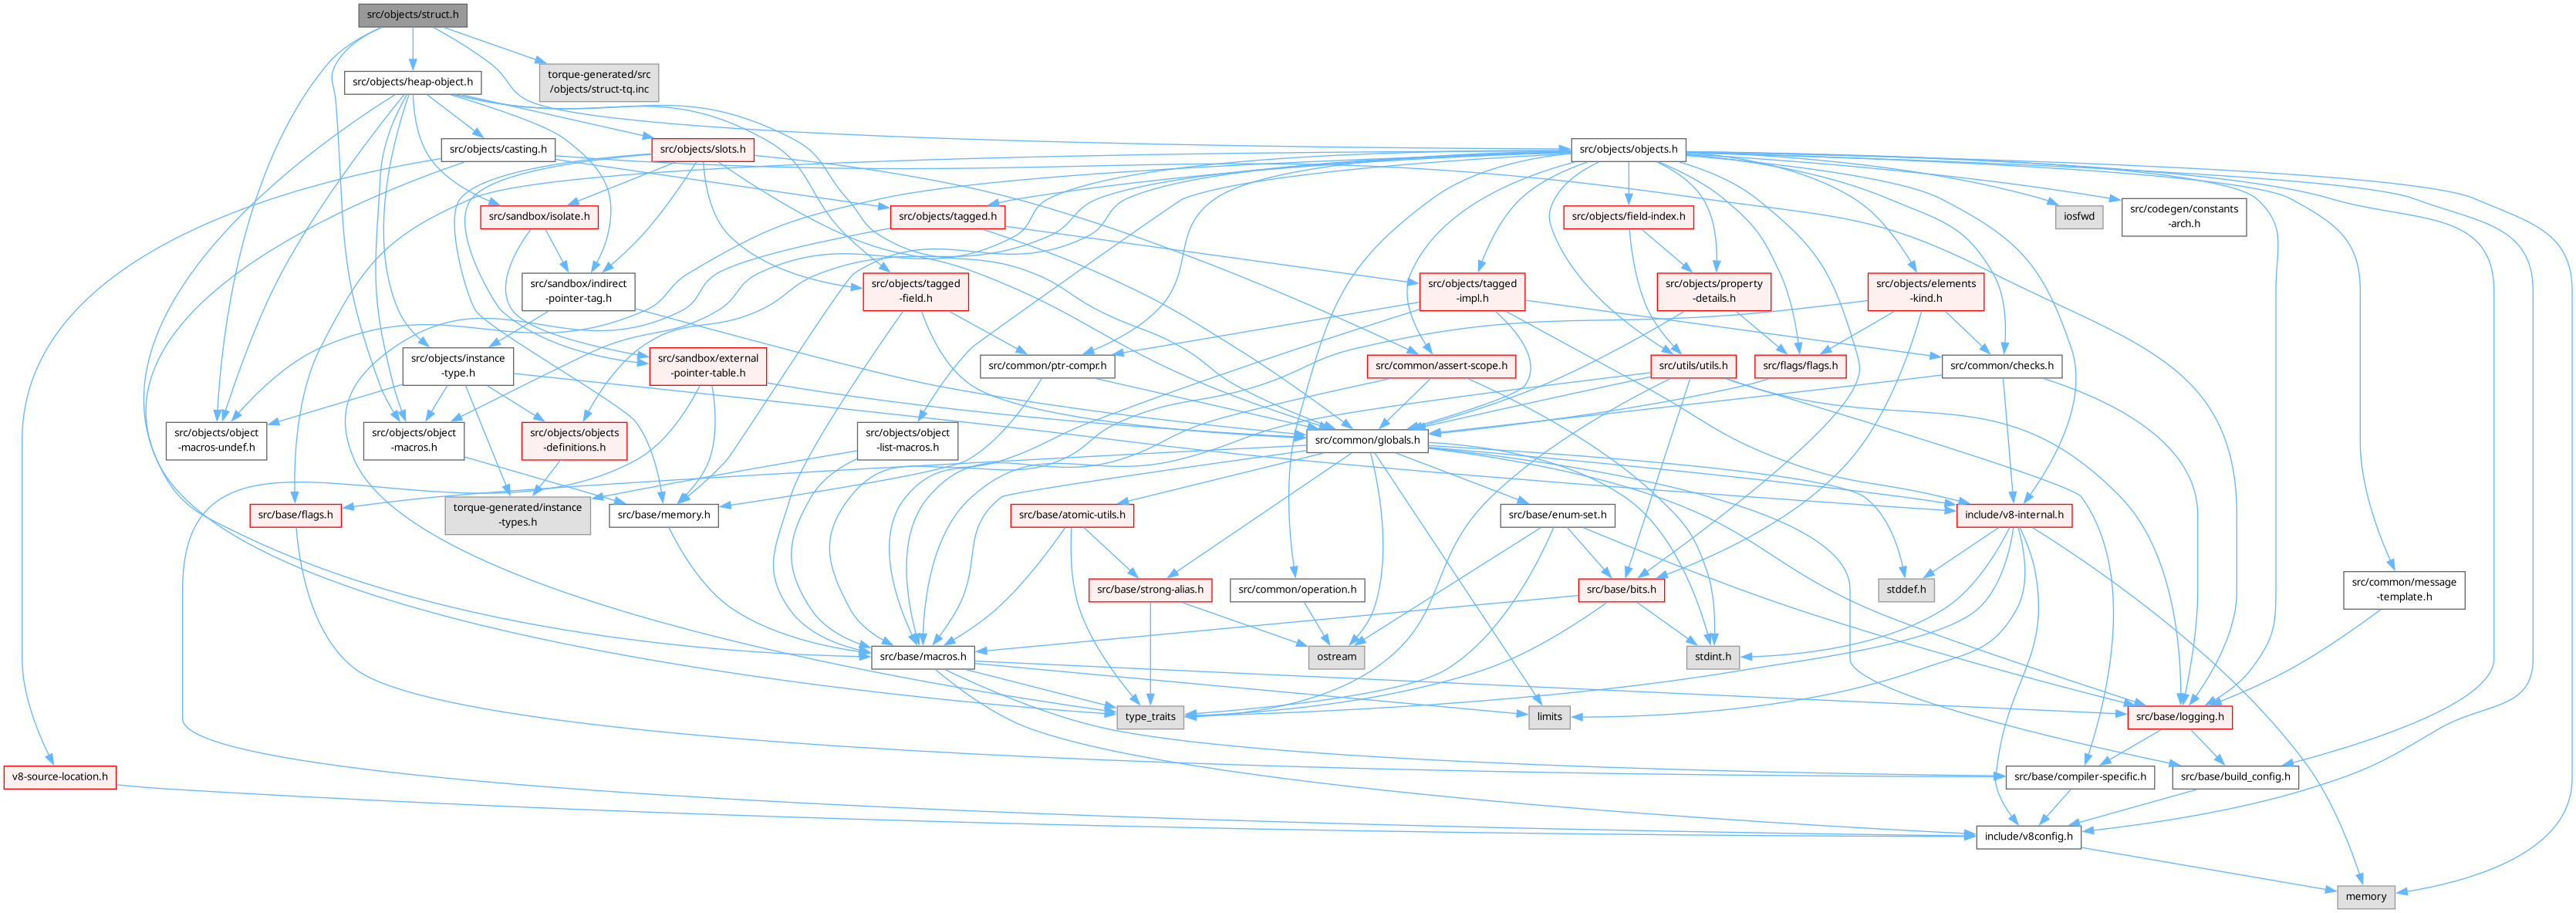 src/objects/struct.h
src/objects/heap-object.h
torque-generated/src
/objects/struct-tq.inc
src/objects/casting.h
src/objects/slots.h
src/objects/objects.h
src/sandbox/isolate.h
src/objects/tagged.h
src/objects/field-index.h
iosfwd
src/codegen/constants
-arch.h
src/sandbox/indirect
-pointer-tag.h
src/objects/tagged
-field.h
src/objects/tagged
-impl.h
src/objects/property
-details.h
src/objects/elements
-kind.h
src/objects/instance
-type.h
src/sandbox/external
-pointer-table.h
src/common/ptr-compr.h
src/common/assert-scope.h
src/utils/utils.h
src/flags/flags.h
src/common/checks.h
src/objects/object
-macros-undef.h
src/objects/object
-macros.h
src/objects/objects
-definitions.h
src/objects/object
-list-macros.h
src/common/globals.h
src/base/flags.h
torque-generated/instance
-types.h
src/base/memory.h
src/base/atomic-utils.h
src/base/enum-set.h
include/v8-internal.h
src/base/strong-alias.h
src/common/operation.h
src/base/bits.h
stddef.h
src/common/message
-template.h
src/base/macros.h
ostream
stdint.h
type_traits
limits
src/base/logging.h
v8-source-location.h
src/base/compiler-specific.h
src/base/build_config.h
include/v8config.h
memory